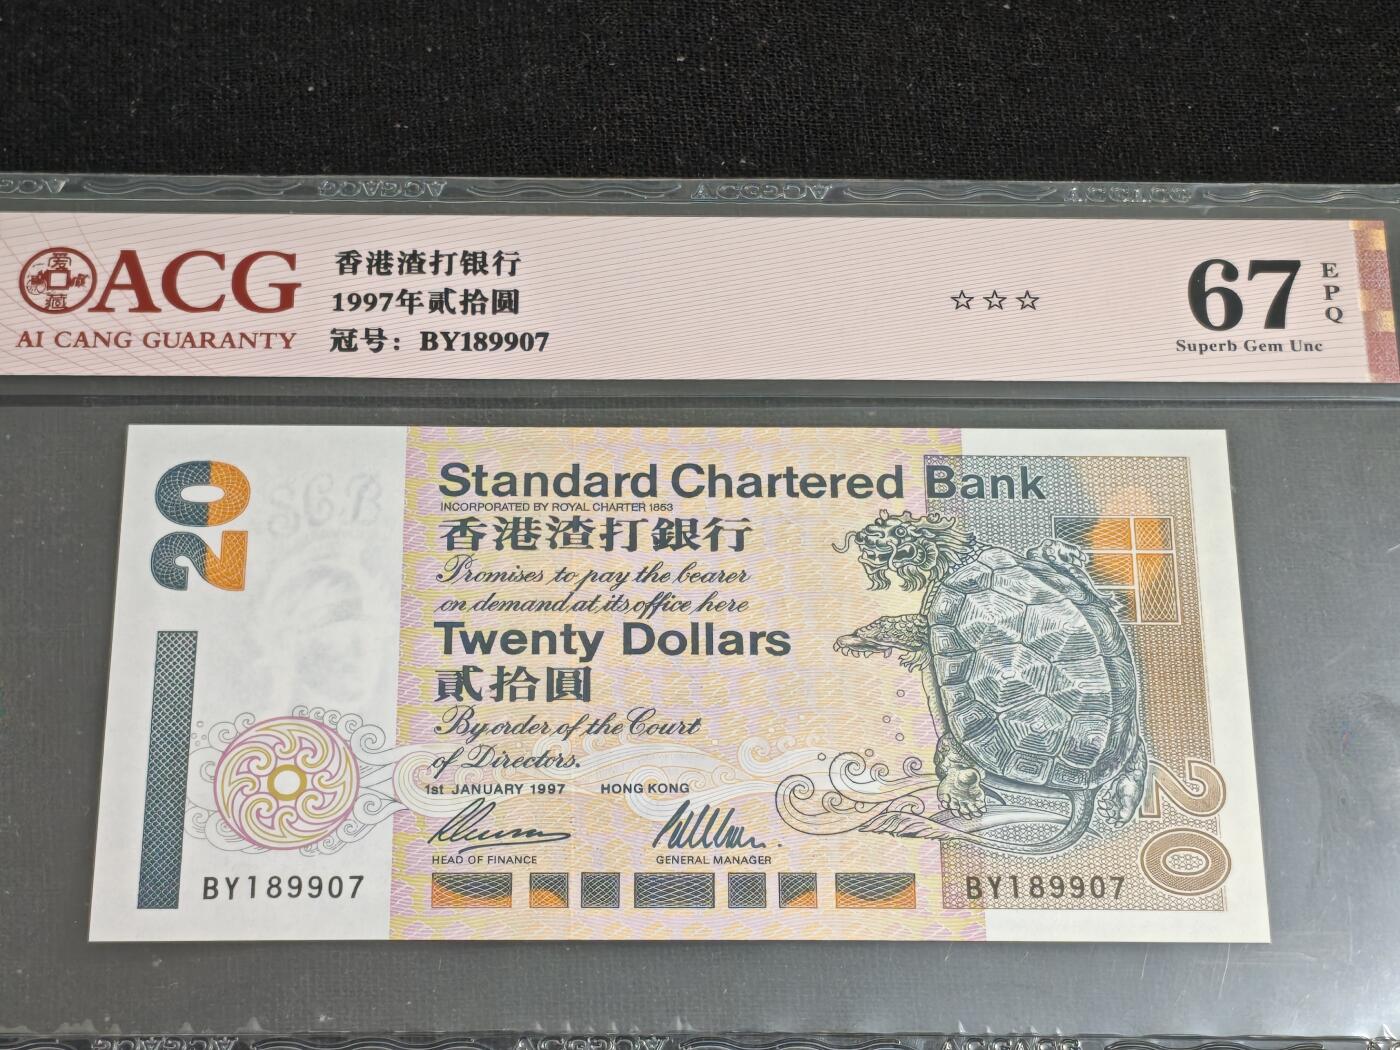 ACG
爱藏
AI CANG GUARANTY
香港渣打银行
1997年貳拾圆
冠号：BY189907
☆☆☆
67 EPQ
Superb Gem Unc
20
Standard Chartered Bank
INCORPORATED BY ROYAL CHARTER 1853
香港渣打銀行
Promises to pay the bearer
on demand at its office here
Twenty Dollars
貳拾圓
By order of the Court
of Directors.
1st JANUARY 1997 HONG KONG
HEAD OF FINANCE GENERAL MANAGER
BY189907 BY189907
20